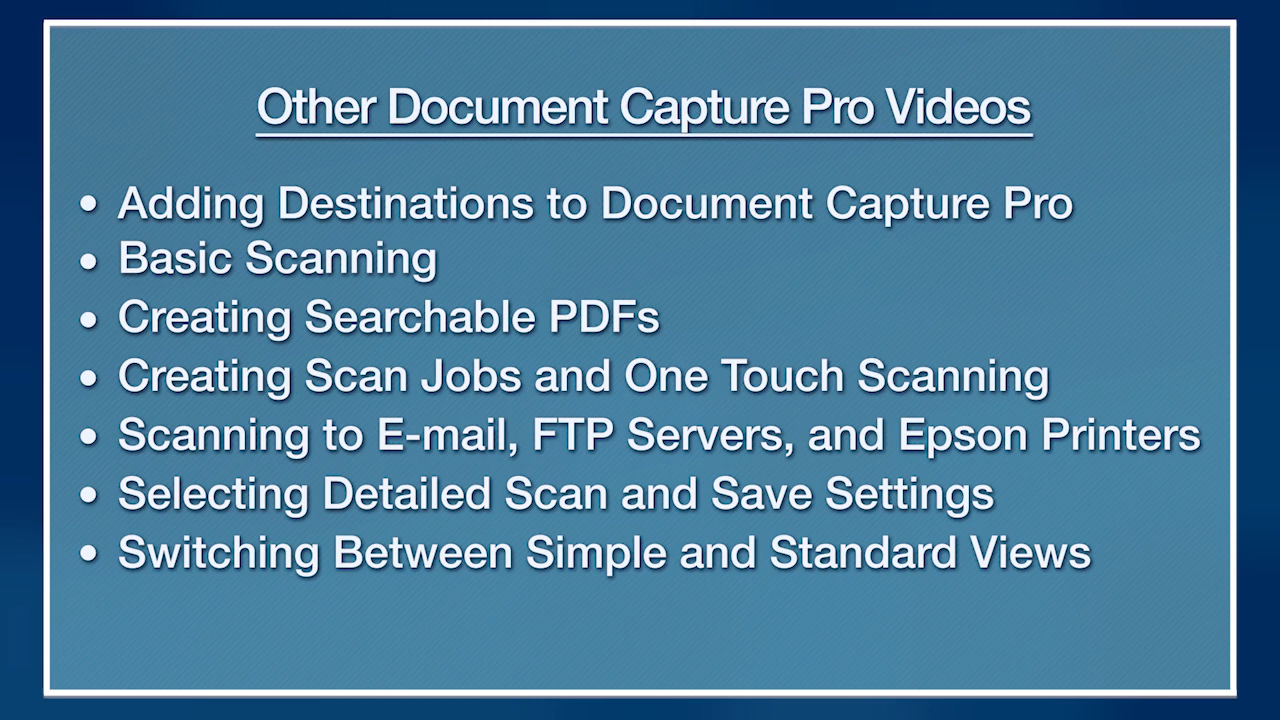 Other Document Capture Pro Videos
• Adding Destinations to Document Capture Pro
• Basic Scanning
• Creating Searchable PDFs
• Creating Scan Jobs and One Touch Scanning
• Scanning to E-mail, FTP Servers, and Epson Printers
• Selecting Detailed Scan and Save Settings
• Switching Between Simple and Standard Views